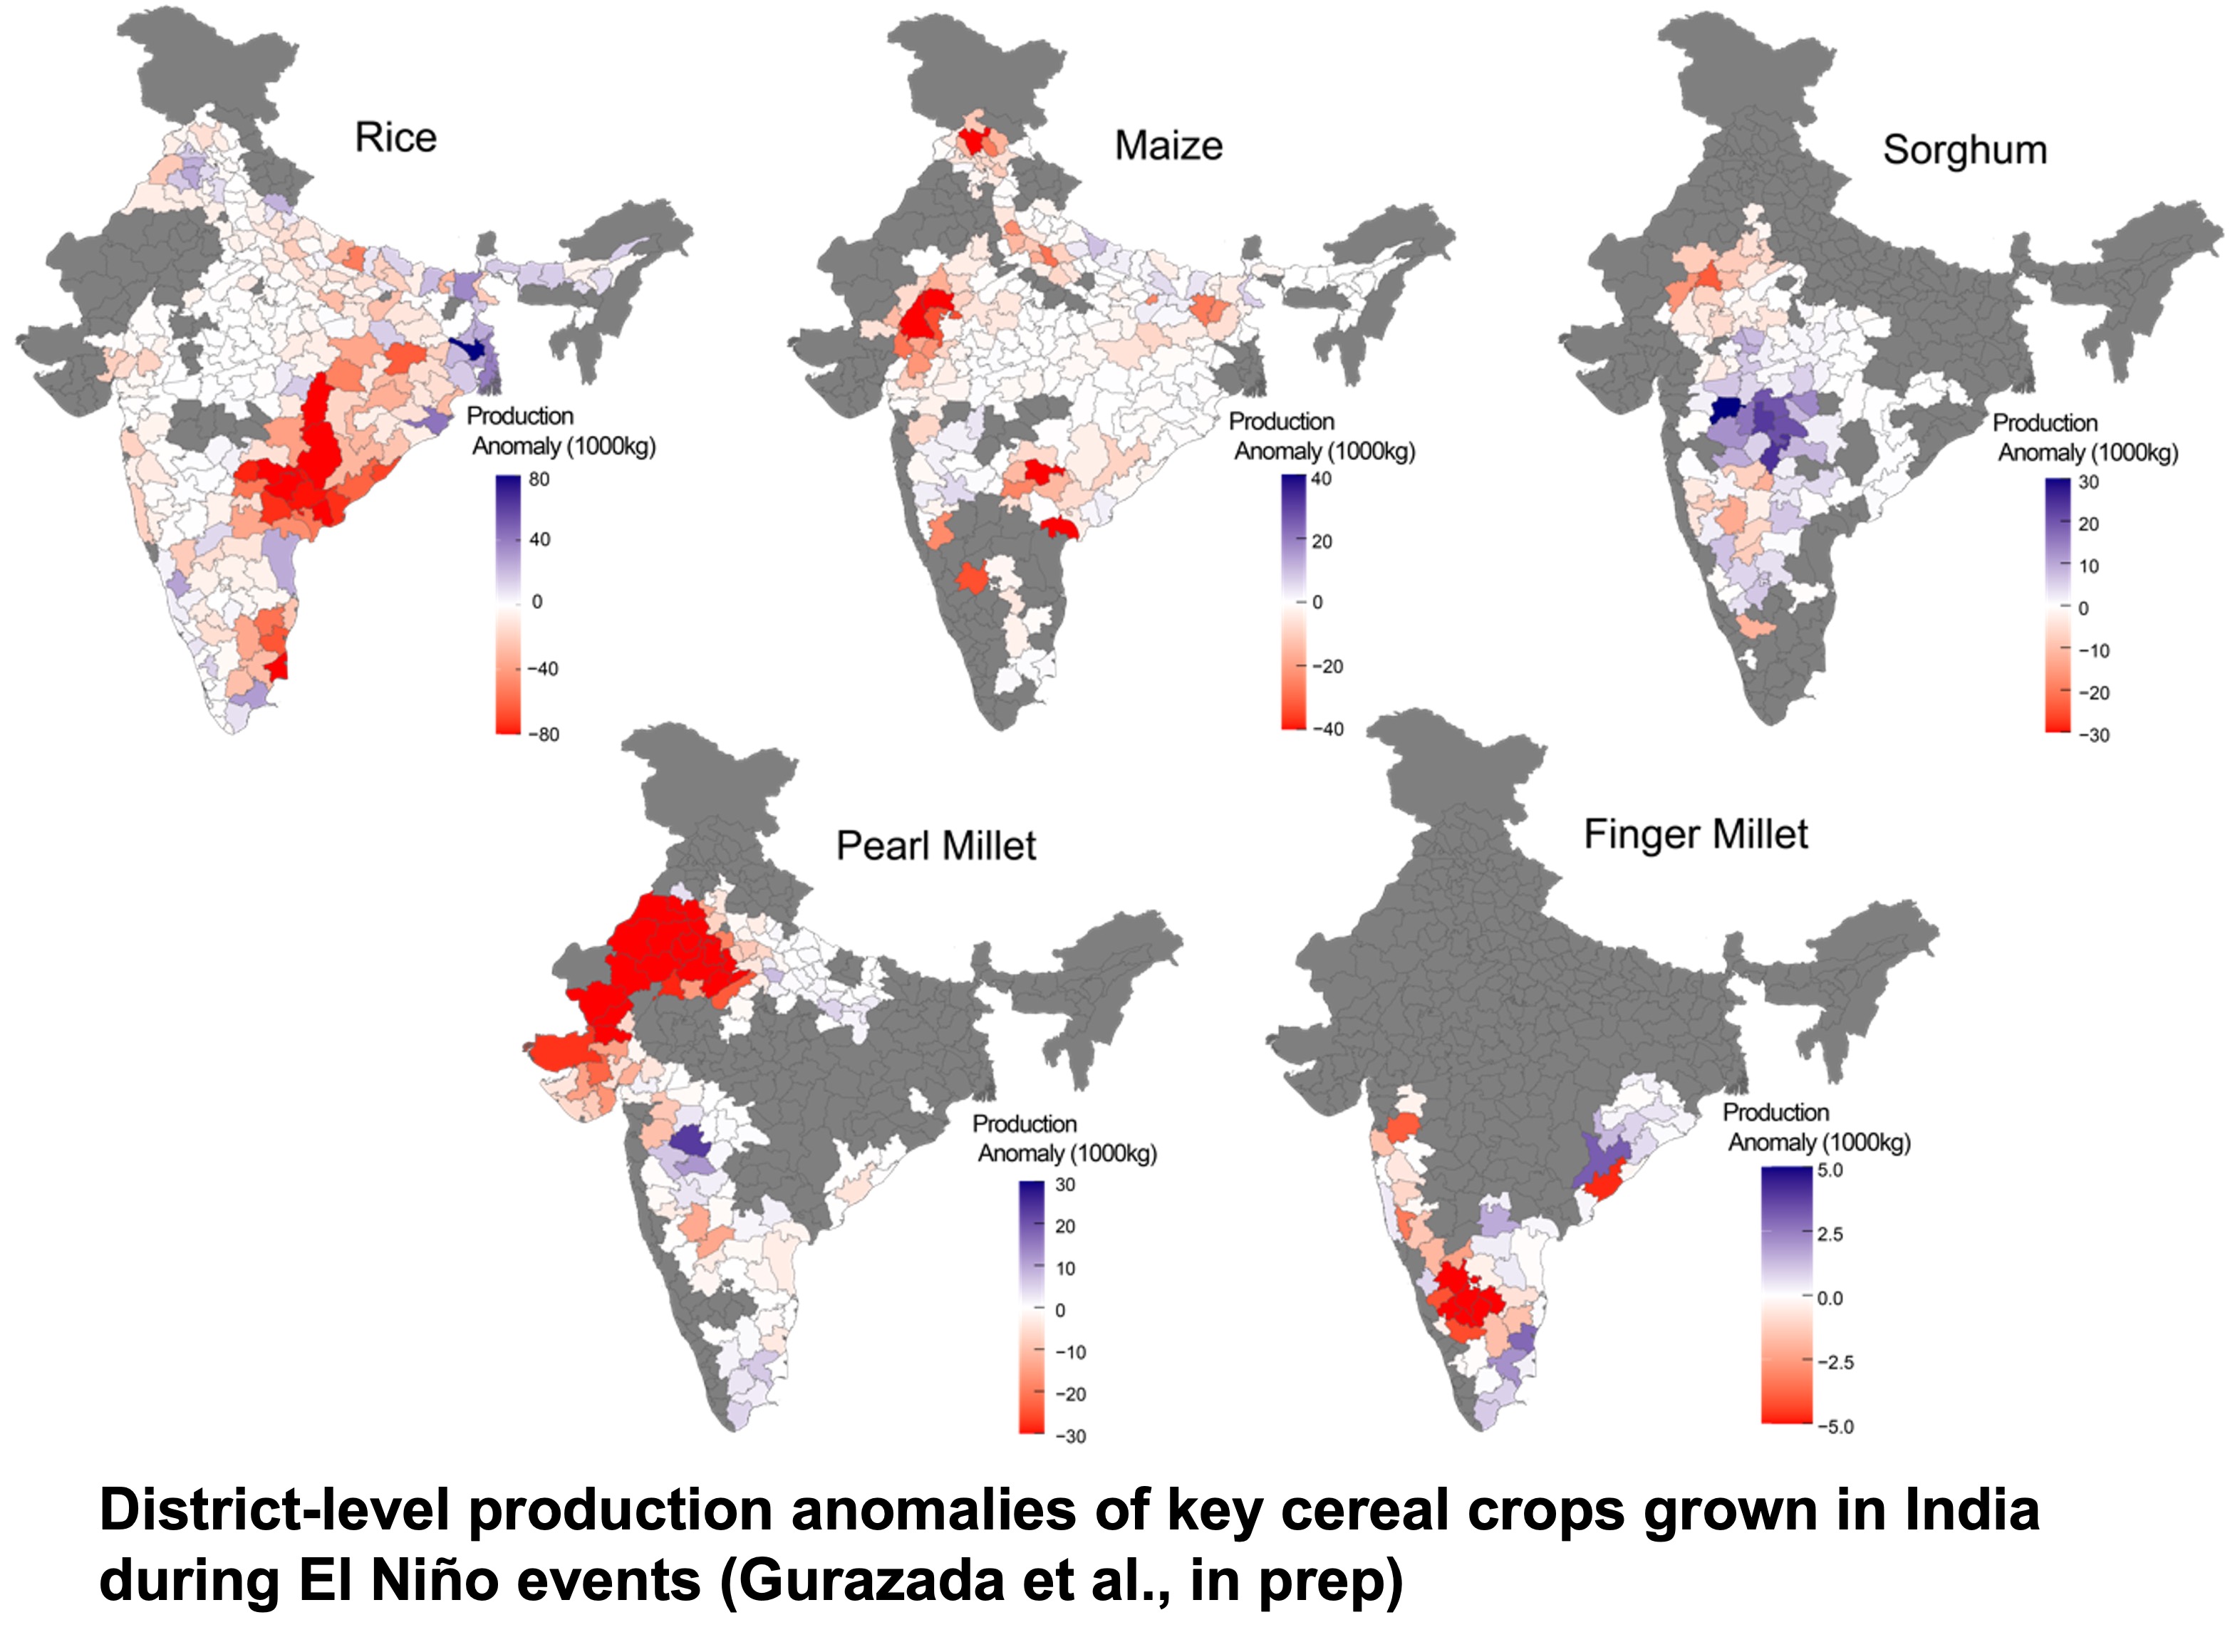 Rice
Production
Anomaly (1000kg)
80
40
0
−40
−80
Maize
Production
Anomaly (1000kg)
40
20
0
−20
−40
Sorghum
Production
Anomaly (1000kg)
30
20
10
0
−10
−20
−30
Pearl Millet
Production
Anomaly (1000kg)
30
20
10
0
−10
−20
−30
Finger Millet
Production
Anomaly (1000kg)
5.0
2.5
0.0
−2.5
−5.0
District-level production anomalies of key cereal crops grown in India
during El Niño events (Gurazada et al., in prep)